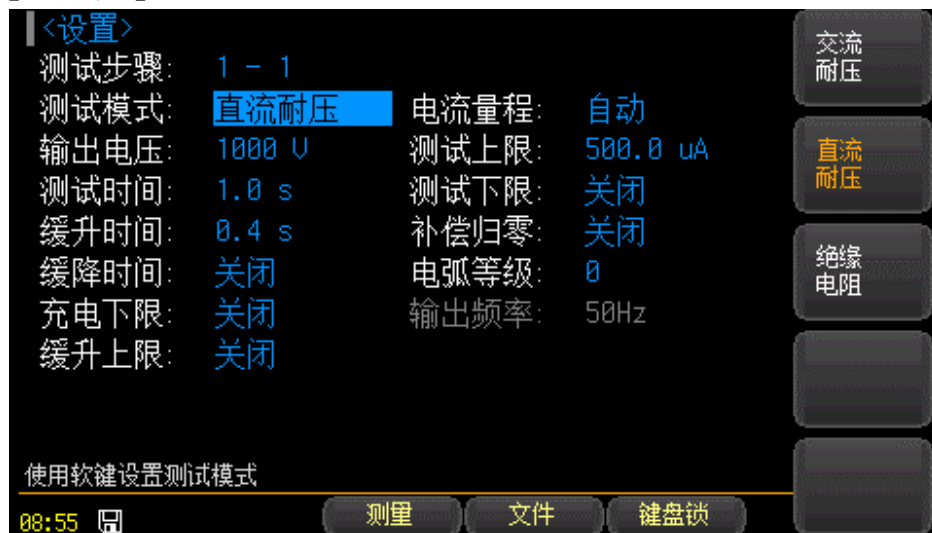 <设置>
测试步骤: 1 - 1
测试模式: 直流耐压 电流量程: 自动
输出电压: 1000 V 测试上限: 500.0 uA
测试时间: 1.0 s 测试下限: 关闭
缓升时间: 0.4 s 补偿归零: 关闭
缓降时间: 关闭 电弧等级: 0
充电下限: 关闭 输出频率: 50Hz
缓升上限: 关闭
使用软键设置测试模式
08:55
测量 文件 键盘锁
交流
耐压
直流
耐压
绝缘
电阻